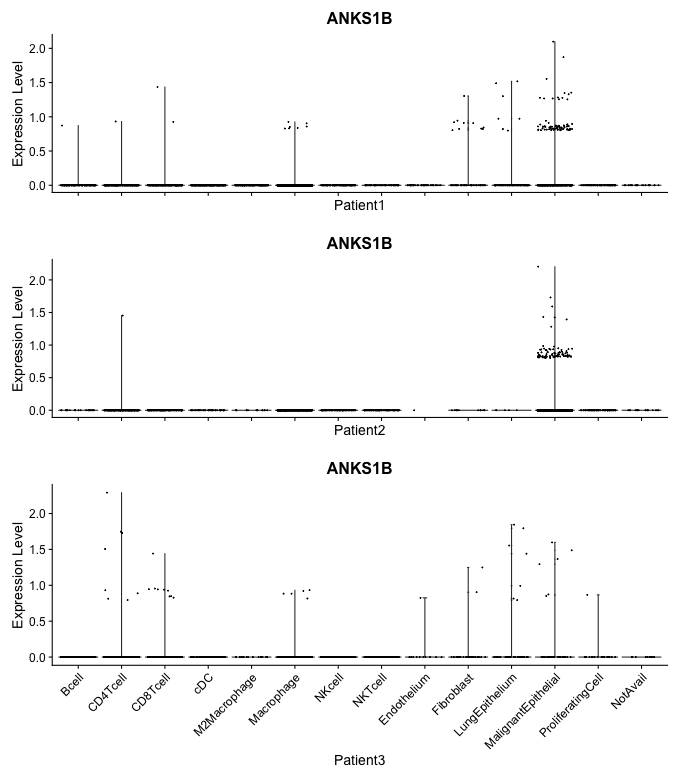 ANKS1B
Expression Level
2.0
1.5
1.0
0.5
0.0
Patient1
ANKS1B
Expression Level
2.0
1.5
1.0
0.5
0.0
Patient2
ANKS1B
Expression Level
2.0
1.5
1.0
0.5
0.0
Bcell
CD4Tcell
CD8Tcell
cDC
M2Macrophage
Macrophage
NKcell
NKTcell
Endothelium
Fibroblast
LungEpithelium
MalignantEpithelial
ProliferatingCell
NotAvail
Patient3